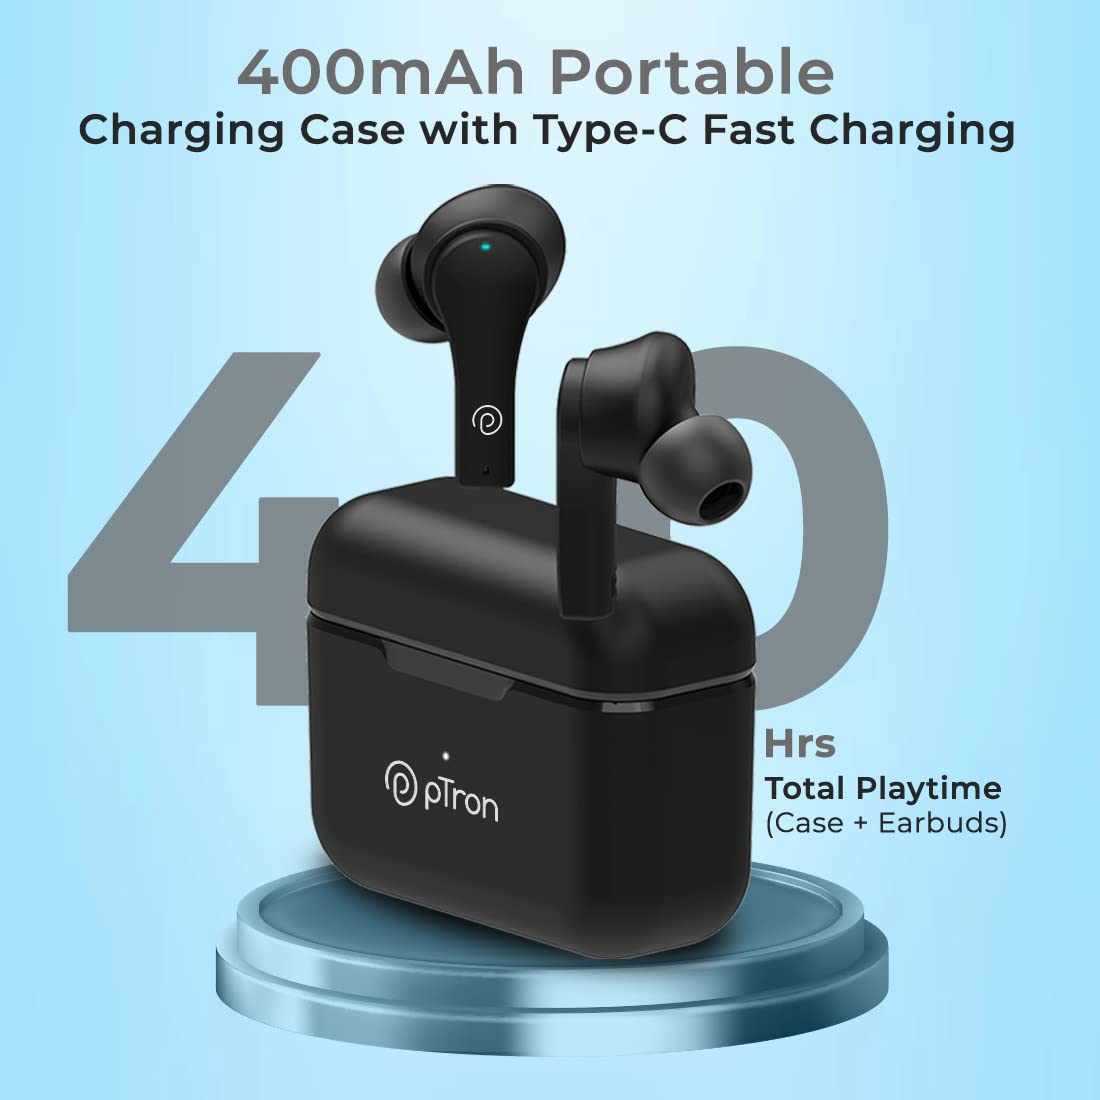 400mAh Portable
Charging Case with Type-C Fast Charging
40
Hrs
Total Playtime
(Case + Earbuds)
pTron